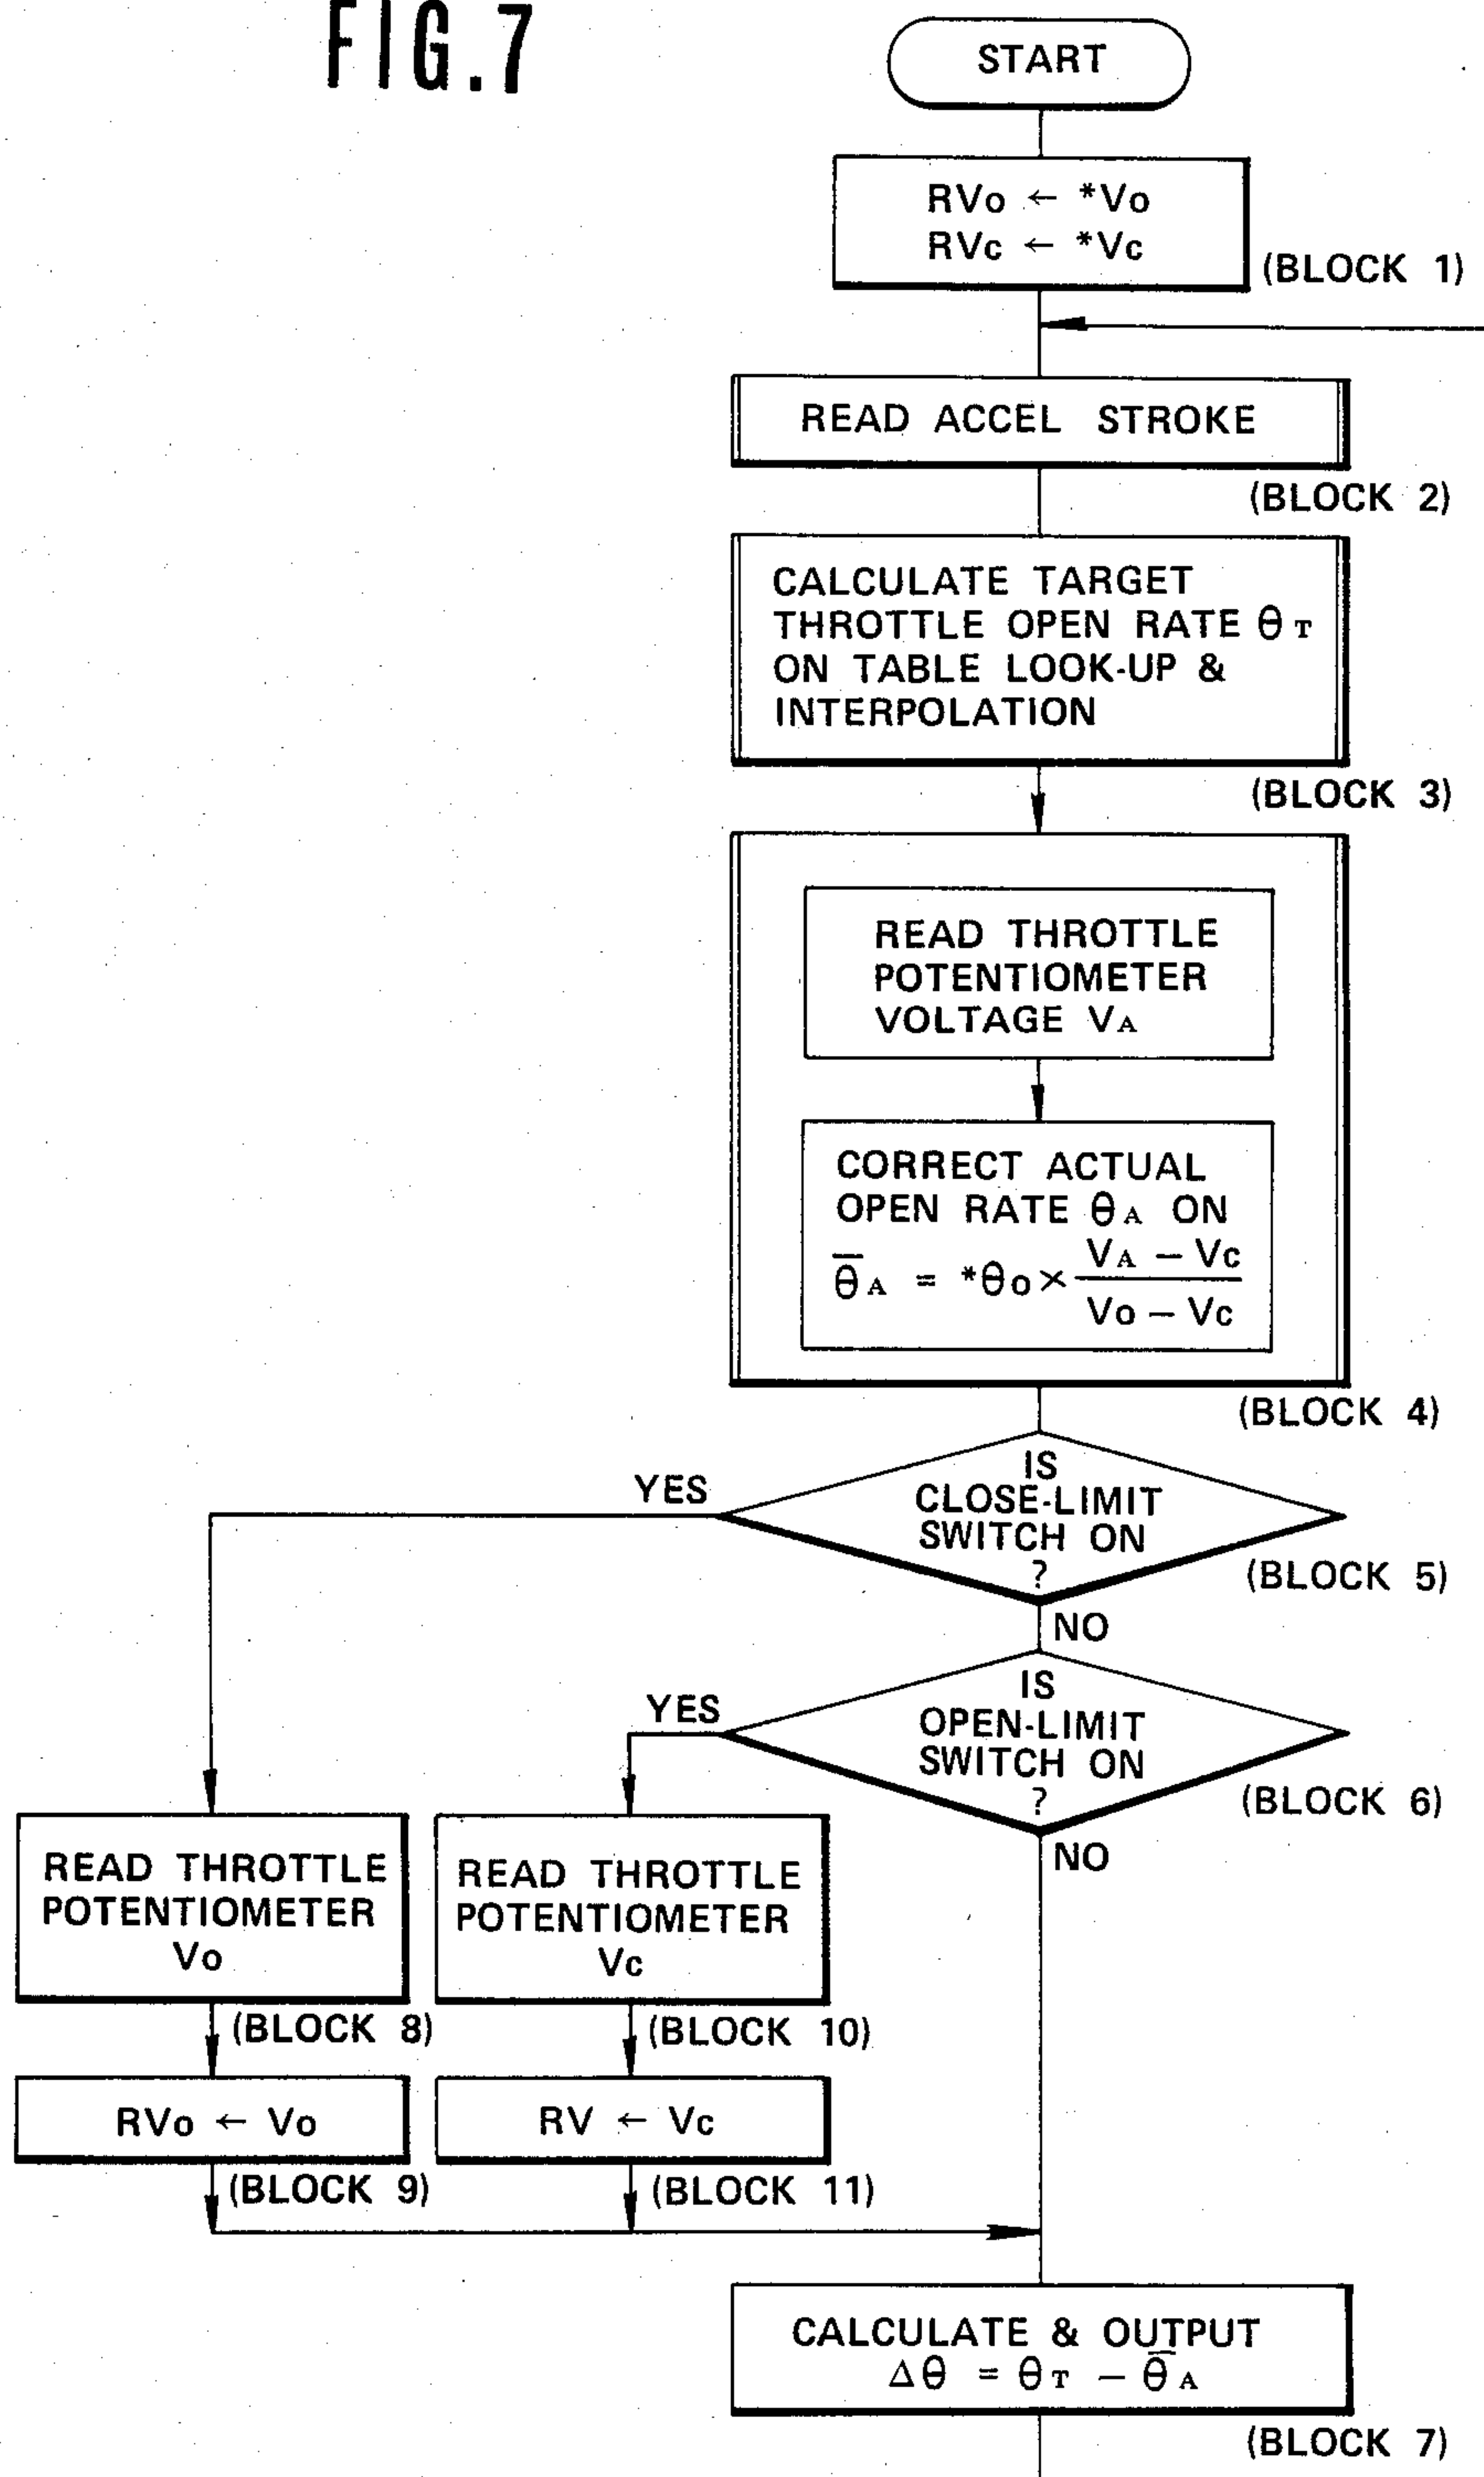 FIG.7
START
RVo ← *Vo
RVc ← *Vc
(BLOCK 1)
READ ACCEL STROKE
(BLOCK 2)
CALCULATE TARGET
THROTTLE OPEN RATE θT
ON TABLE LOOK-UP &
INTERPOLATION
(BLOCK 3)
READ THROTTLE
POTENTIOMETER
VOLTAGE VA
CORRECT ACTUAL
OPEN RATE θA ON
θ̅A = *θo × (VA − Vc) / (Vo − Vc)
(BLOCK 4)
YES
IS
CLOSE-LIMIT
SWITCH ON
?
(BLOCK 5)
NO
YES
IS
OPEN-LIMIT
SWITCH ON
?
(BLOCK 6)
NO
READ THROTTLE
POTENTIOMETER
Vo
(BLOCK 8)
READ THROTTLE
POTENTIOMETER
Vc
(BLOCK 10)
RVo ← Vo
(BLOCK 9)
RV ← Vc
(BLOCK 11)
CALCULATE & OUTPUT
Δθ = θT − θ̅A
(BLOCK 7)